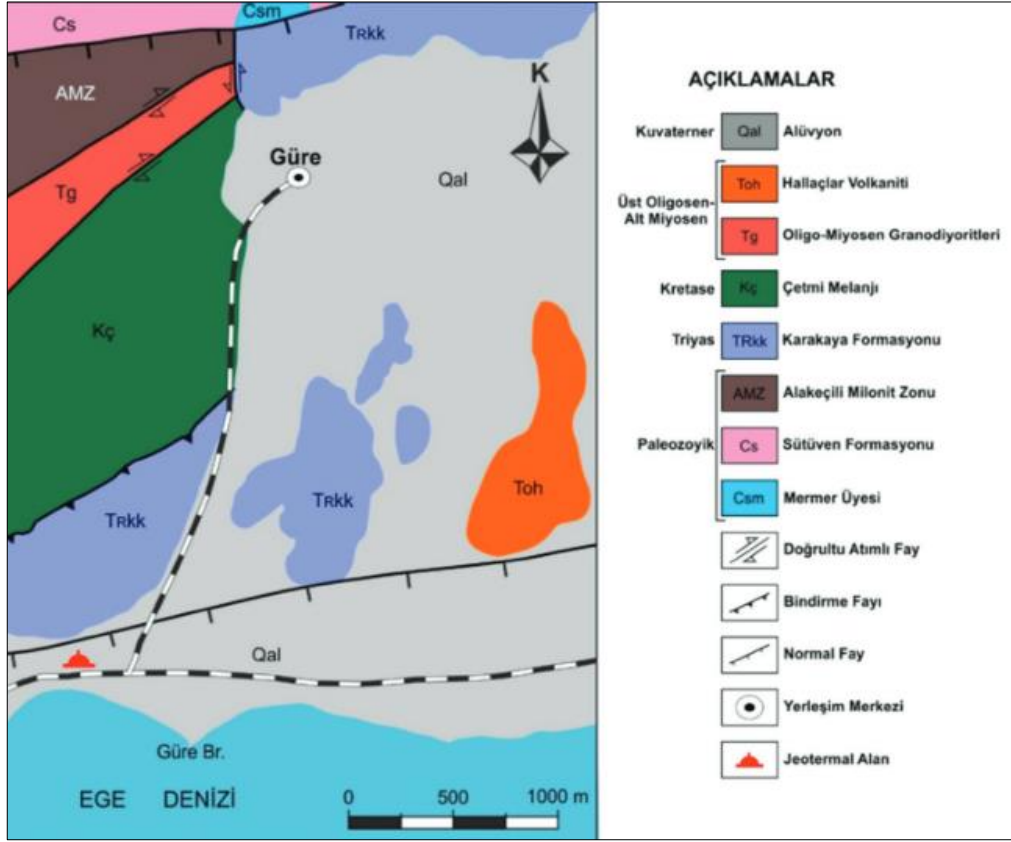 Cs
Csm
TRkk
AMZ
K
Güre
Qal
Tg
Kç
Toh
TRkk
TRkk
Qal
Güre Br.
EGE DENİZİ
0 500 1000 m
AÇIKLAMALAR
Kuvaterner Qal Alüvyon
Üst Oligosen-
Alt Miyosen
Toh Hallaçlar Volkaniti
Tg Oligo-Miyosen Granodiyoritleri
Kretase Kç Çetmi Melanjı
Triyas TRkk Karakaya Formasyonu
AMZ Alakeçili Milonit Zonu
Paleozoyik Cs Sütüven Formasyonu
Csm Mermer Üyesi
Doğrultu Atımlı Fay
Bindirme Fayı
Normal Fay
Yerleşim Merkezi
Jeotermal Alan